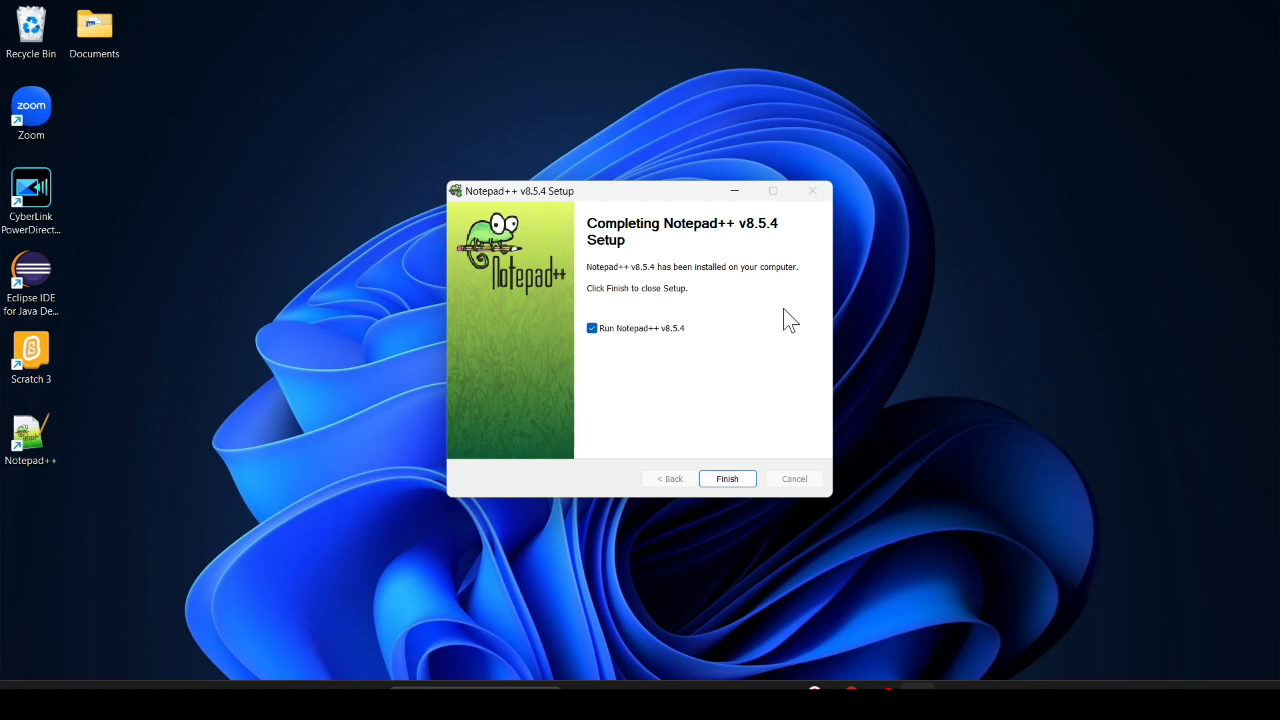 Recycle Bin
Documents
zoom
Zoom
CyberLink
PowerDirect...
Eclipse IDE
for Java De...
Scratch 3
Notepad++
Notepad++ v8.5.4 Setup
Notepad++
Completing Notepad++ v8.5.4
Setup
Notepad++ v8.5.4 has been installed on your computer.
Click Finish to close Setup.
Run Notepad++ v8.5.4
< Back
Finish
Cancel